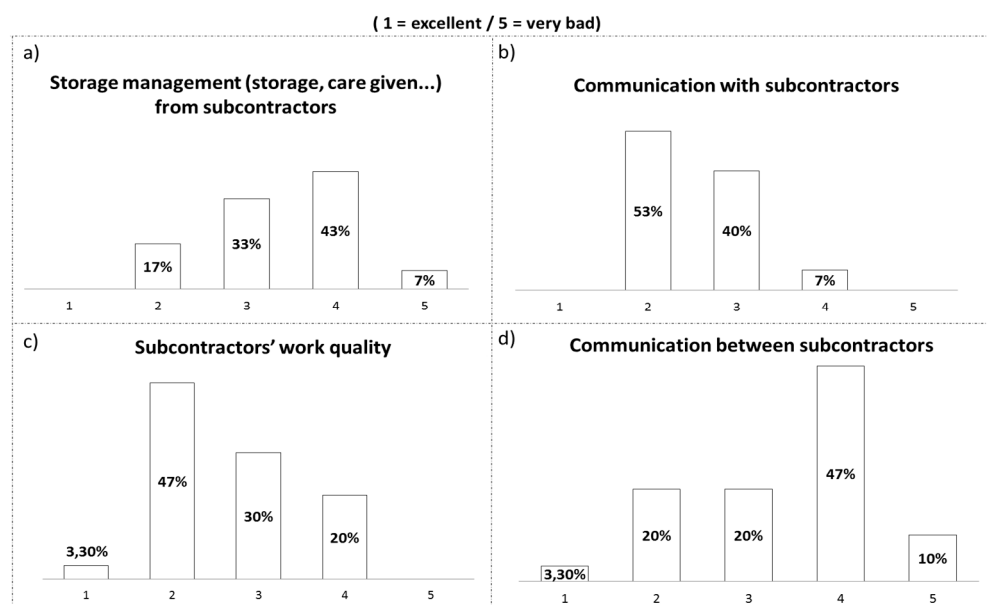 ( 1 = excellent / 5 = very bad)
a)
Storage management (storage, care given...)
from subcontractors
17%
33%
43%
7%
1 2 3 4 5
b)
Communication with subcontractors
53%
40%
7%
1 2 3 4 5
c)
Subcontractors’ work quality
3,30%
47%
30%
20%
1 2 3 4 5
d)
Communication between subcontractors
3,30%
20%
20%
47%
10%
1 2 3 4 5